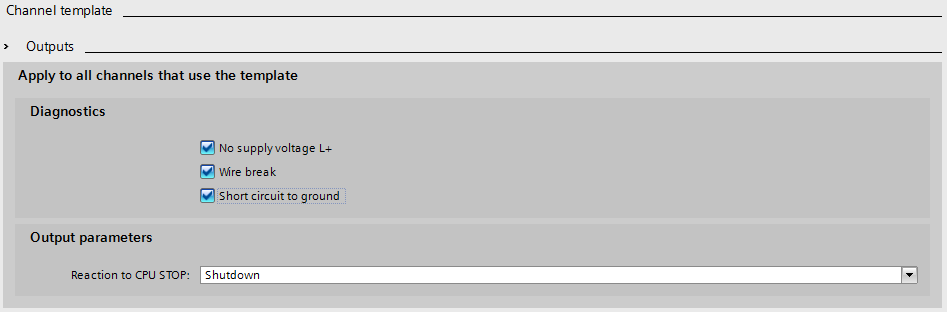 Channel template
Outputs
Apply to all channels that use the template
Diagnostics
No supply voltage L+
Wire break
Short circuit to ground
Output parameters
Reaction to CPU STOP: Shutdown